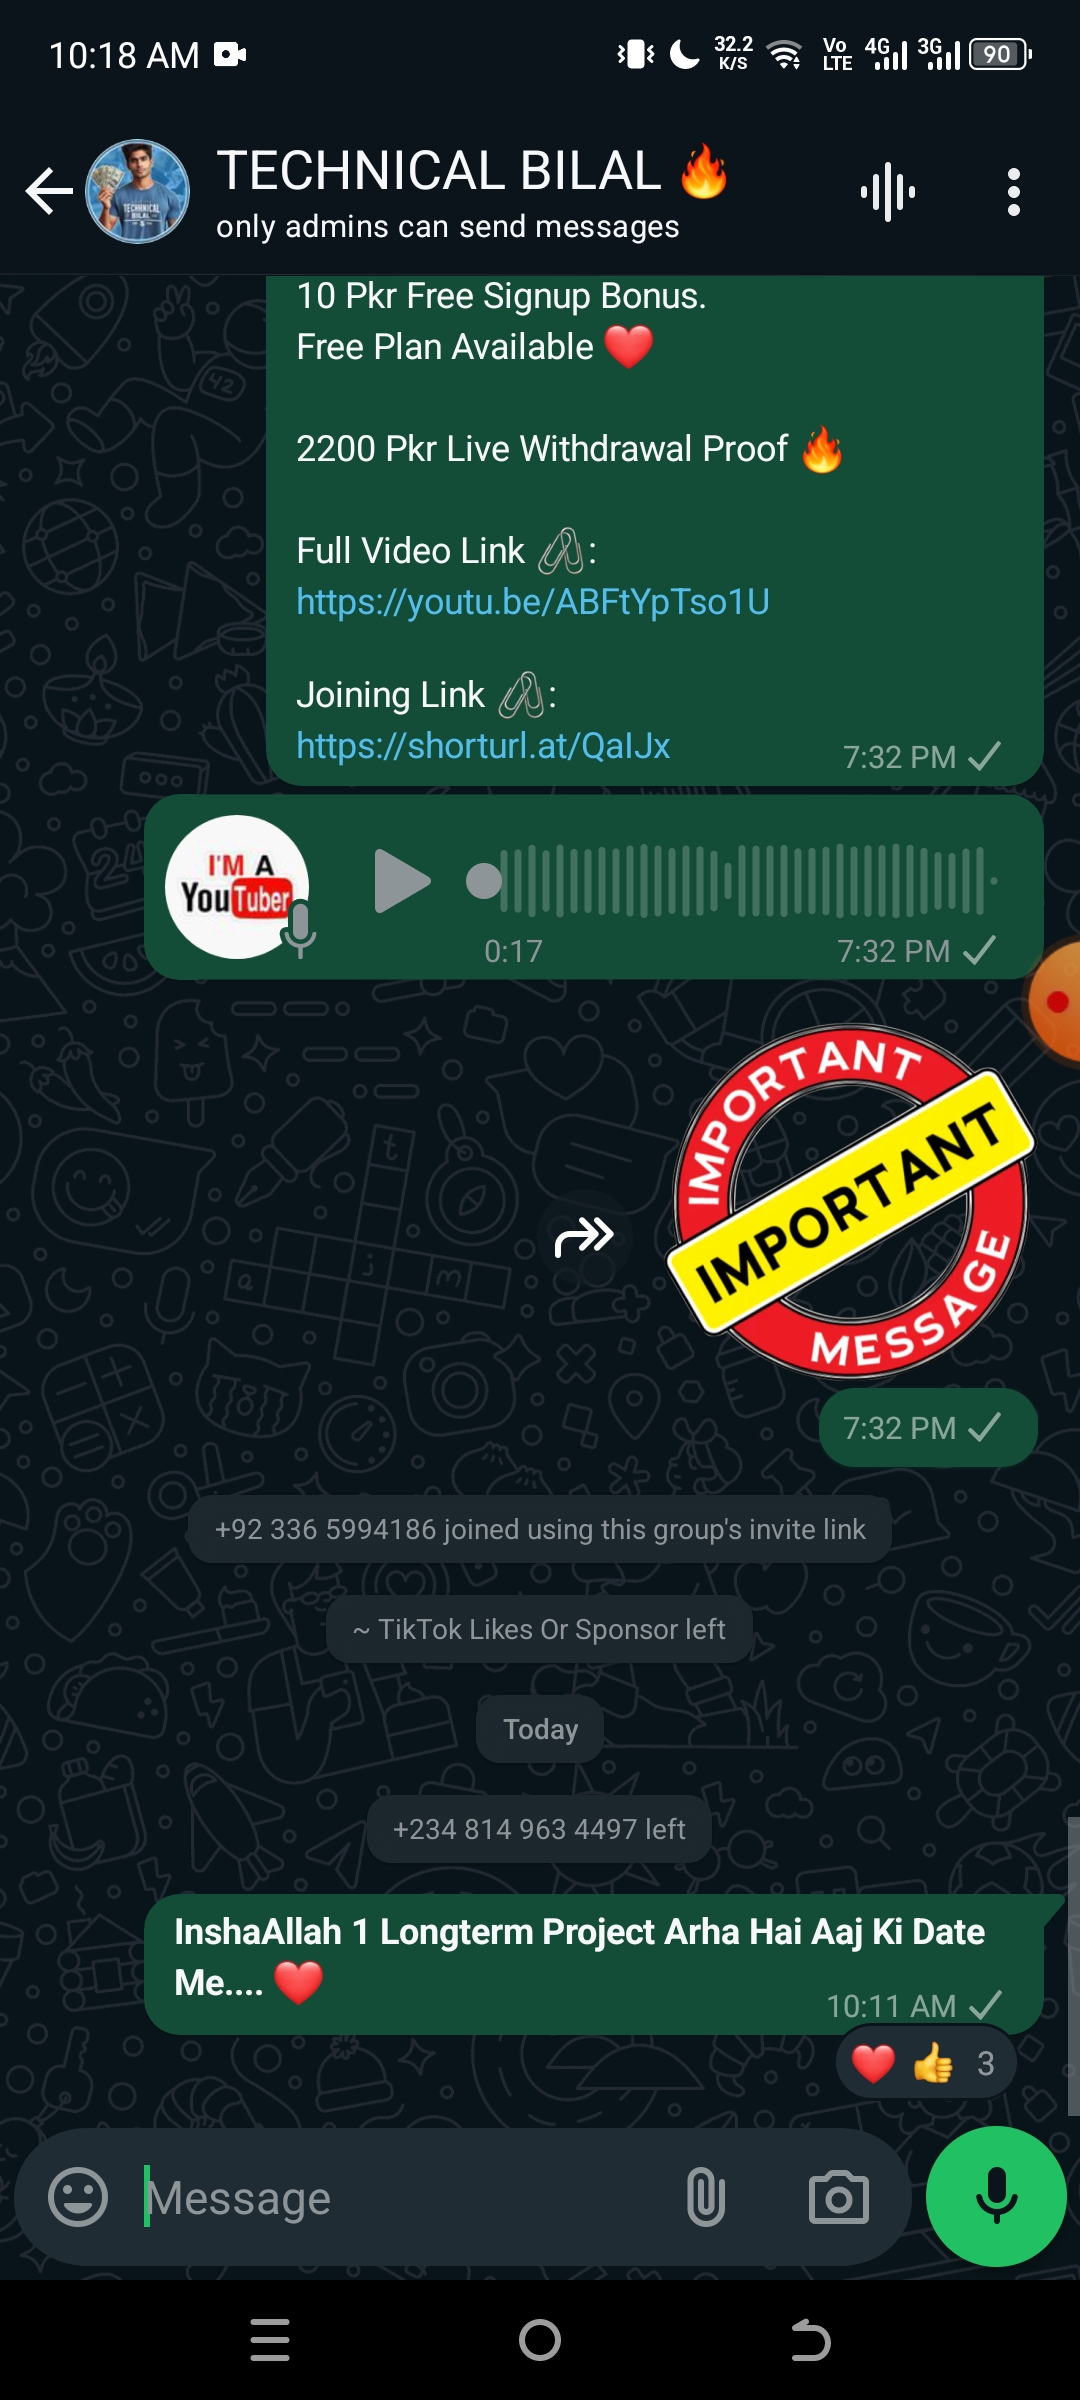 10:18 AM
32.2
K/S
Vo
LTE
4G
3G
90
TECHNICAL BILAL 🔥
only admins can send messages
TECHNICAL
BILAL
10 Pkr Free Signup Bonus.
Free Plan Available ❤️
2200 Pkr Live Withdrawal Proof 🔥
Full Video Link 🖇️:
https://youtu.be/ABFtYpTso1U
Joining Link 🖇️:
https://shorturl.at/QaIJx
7:32 PM
I'M A
YouTuber
0:17
7:32 PM
IMPORTANT
IMPORTANT
MESSAGE
7:32 PM
+92 336 5994186 joined using this group's invite link
~ TikTok Likes Or Sponsor left
Today
+234 814 963 4497 left
InshaAllah 1 Longterm Project Arha Hai Aaj Ki Date
Me.... ❤️
10:11 AM
❤️ 👍 3
Message